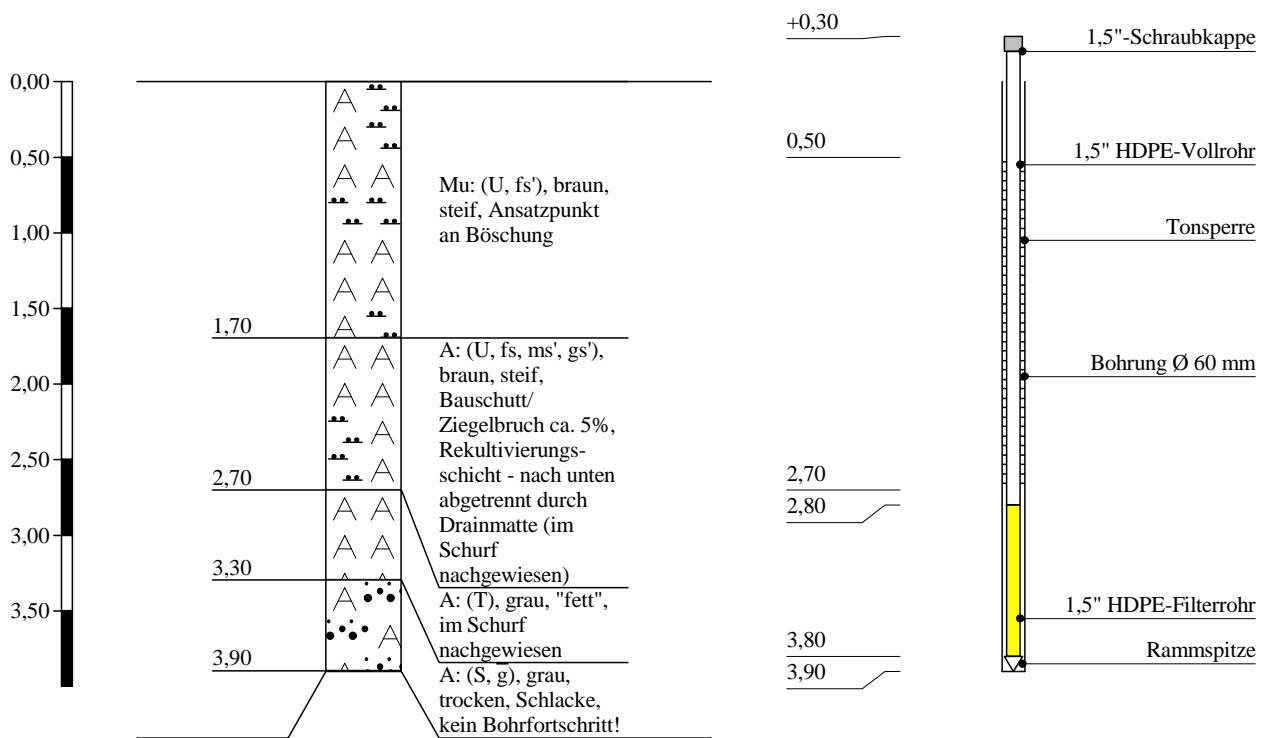 0,00
0,50
1,00
1,50
2,00
2,50
3,00
3,50
1,70
2,70
3,30
3,90
Mu: (U, fs'), braun,
steif, Ansatzpunkt
an Böschung
A: (U, fs, ms', gs'),
braun, steif,
Bauschutt/
Ziegelbruch ca. 5%,
Rekultivierungs-
schicht - nach unten
abgetrennt durch
Drainmatte (im
Schurf
nachgewiesen)
A: (T), grau, "fett",
im Schurf
nachgewiesen
A: (S, g̅), grau,
trocken, Schlacke,
kein Bohrfortschritt!
+0,30
0,50
2,70
2,80
3,80
3,90
1,5"-Schraubkappe
1,5" HDPE-Vollrohr
Tonsperre
Bohrung Ø 60 mm
1,5" HDPE-Filterrohr
Rammspitze